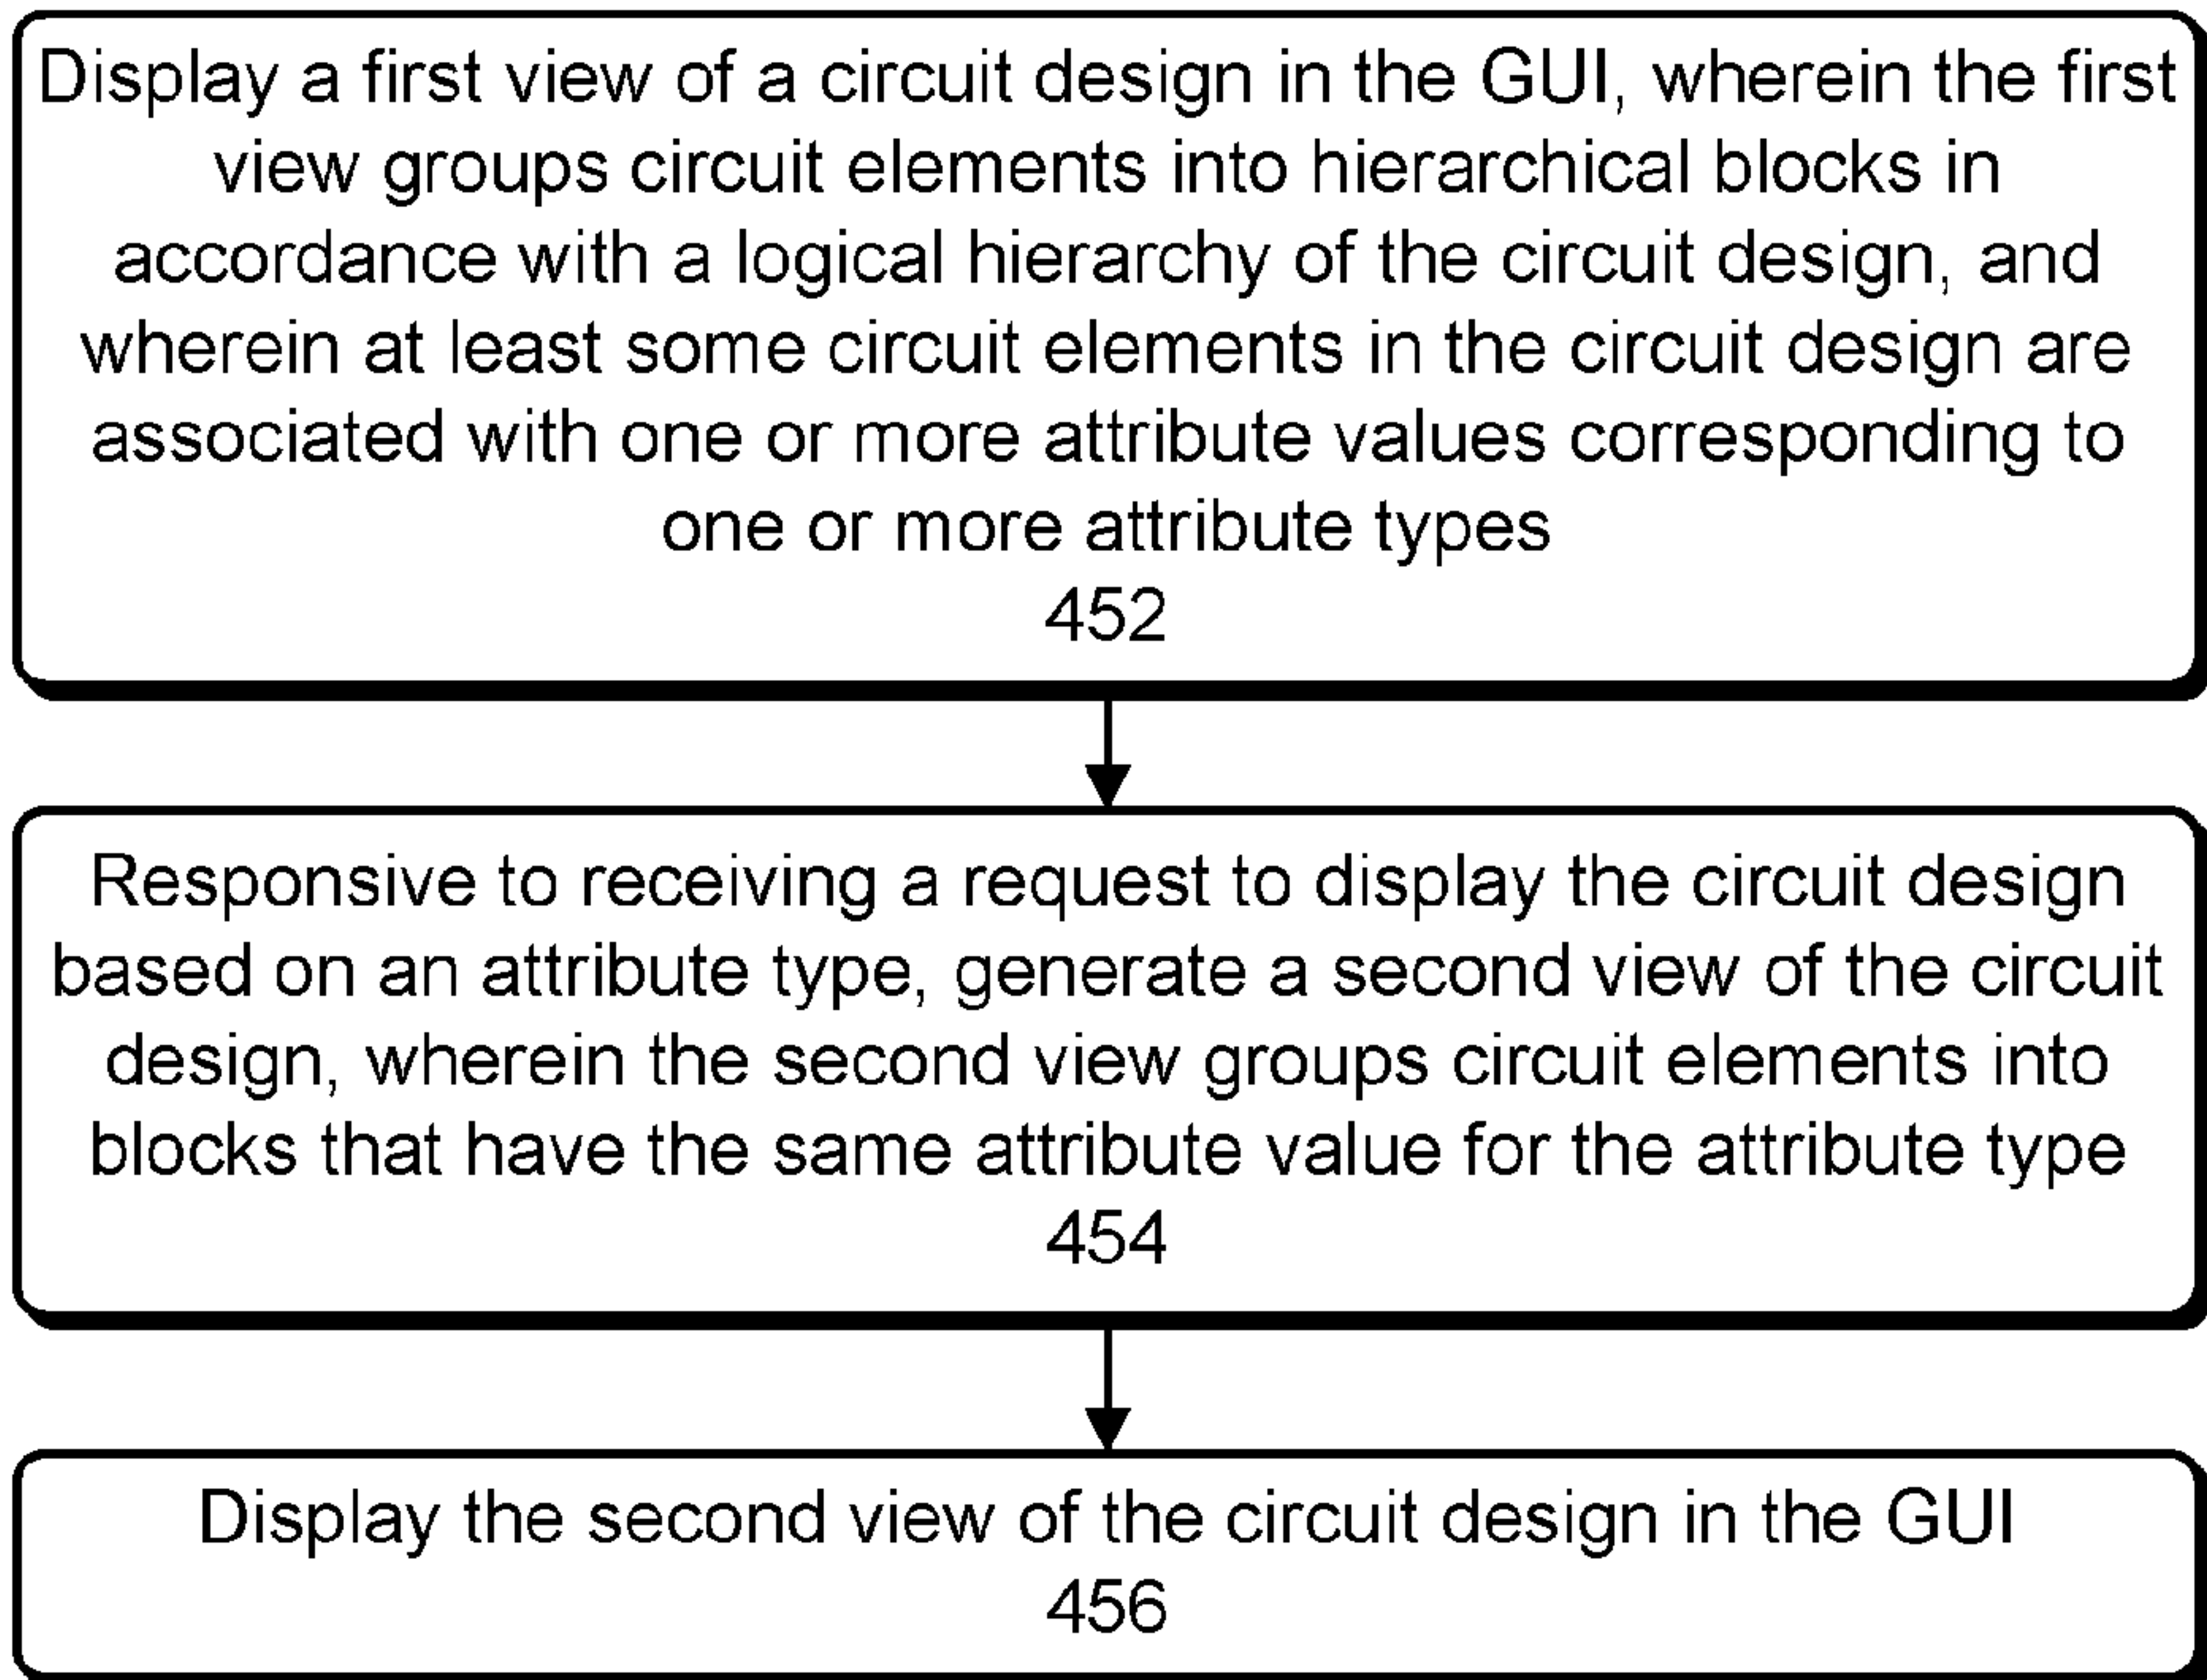 Display a first view of a circuit design in the GUI, wherein the first
view groups circuit elements into hierarchical blocks in
accordance with a logical hierarchy of the circuit design, and
wherein at least some circuit elements in the circuit design are
associated with one or more attribute values corresponding to
one or more attribute types
452
Responsive to receiving a request to display the circuit design
based on an attribute type, generate a second view of the circuit
design, wherein the second view groups circuit elements into
blocks that have the same attribute value for the attribute type
454
Display the second view of the circuit design in the GUI
456